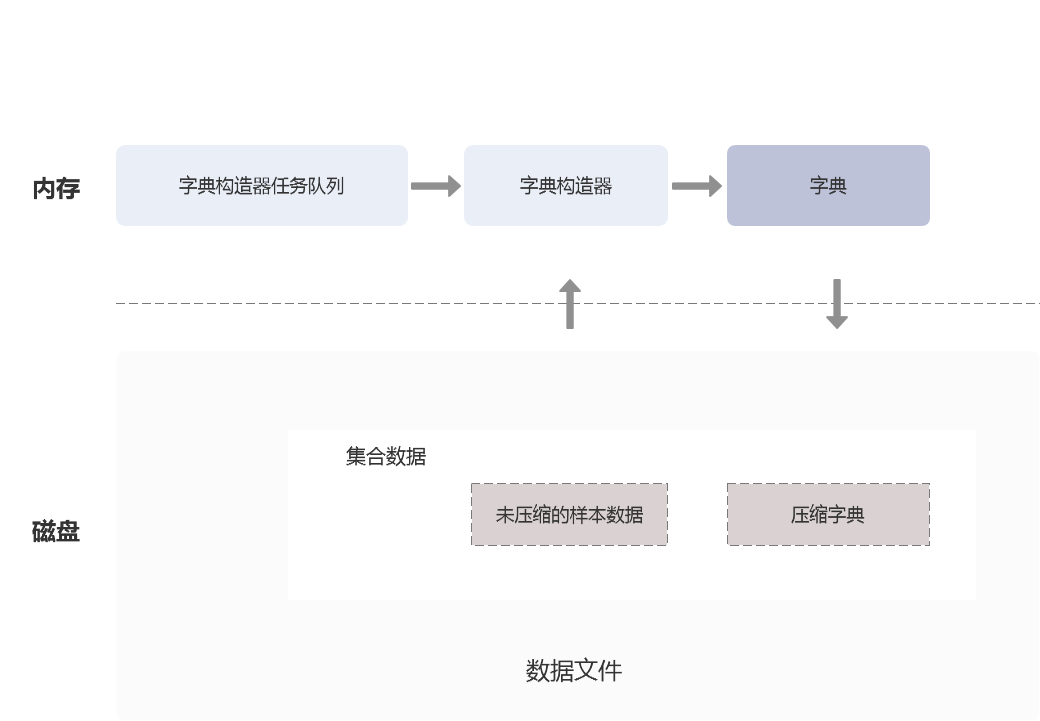 内存
字典构造器任务队列
字典构造器
字典
集合数据
未压缩的样本数据
压缩字典
磁盘
数据文件